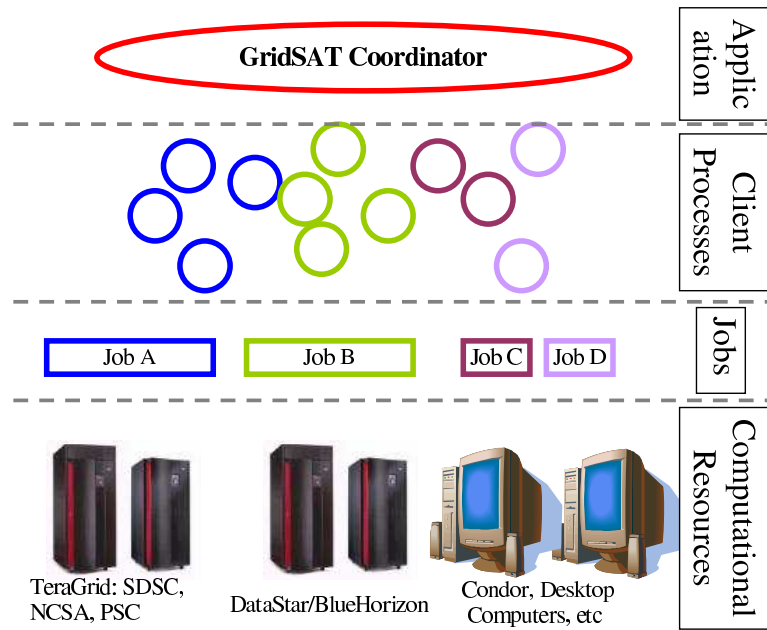 GridSAT Coordinator
Applic
ation
Client
Processes
Job A
Job B
Job C
Job D
Jobs
TeraGrid: SDSC,
NCSA, PSC
DataStar/BlueHorizon
Condor, Desktop
Computers, etc
Computational
Resources